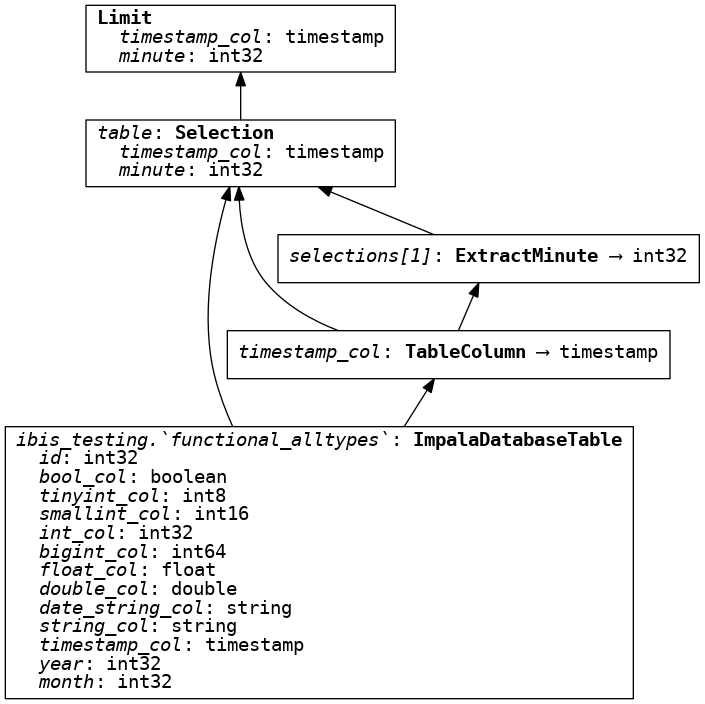 Limit
timestamp_col: timestamp
minute: int32
table: Selection
timestamp_col: timestamp
minute: int32
selections[1]: ExtractMinute → int32
timestamp_col: TableColumn → timestamp
ibis_testing.`functional_alltypes`: ImpalaDatabaseTable
id: int32
bool_col: boolean
tinyint_col: int8
smallint_col: int16
int_col: int32
bigint_col: int64
float_col: float
double_col: double
date_string_col: string
string_col: string
timestamp_col: timestamp
year: int32
month: int32